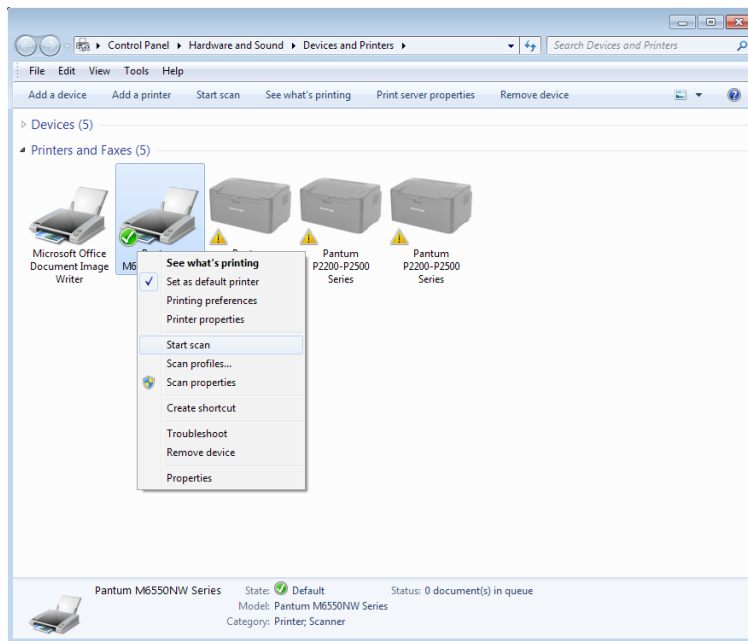 Control Panel ▸ Hardware and Sound ▸ Devices and Printers ▸ Search Devices and Printers
File Edit View Tools Help
Add a device Add a printer Start scan See what's printing Print server properties Remove device
Devices (5)
Printers and Faxes (5)
Microsoft Office
Document Image
Writer
M6
Pantum
P2200-P2500
Series
Pantum
P2200-P2500
Series
See what's printing
Set as default printer
Printing preferences
Printer properties
Start scan
Scan profiles...
Scan properties
Create shortcut
Troubleshoot
Remove device
Properties
Pantum M6550NW Series State: Default Status: 0 document(s) in queue
Model: Pantum M6550NW Series
Category: Printer; Scanner